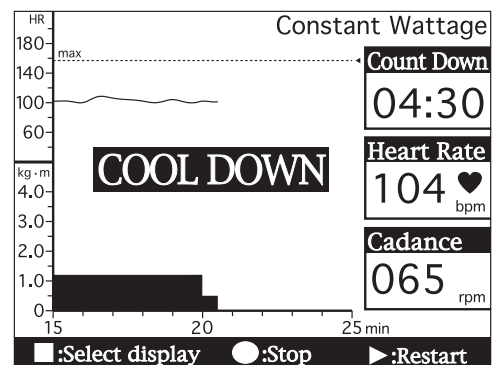 Constant Wattage
HR
180
140
100
60
max
Count Down
04:30
COOL DOWN
Heart Rate
104
bpm
kg·m
4.0
3.0
2.0
1.0
0
Cadance
065
rpm
15 20 25 min
:Select display :Stop :Restart